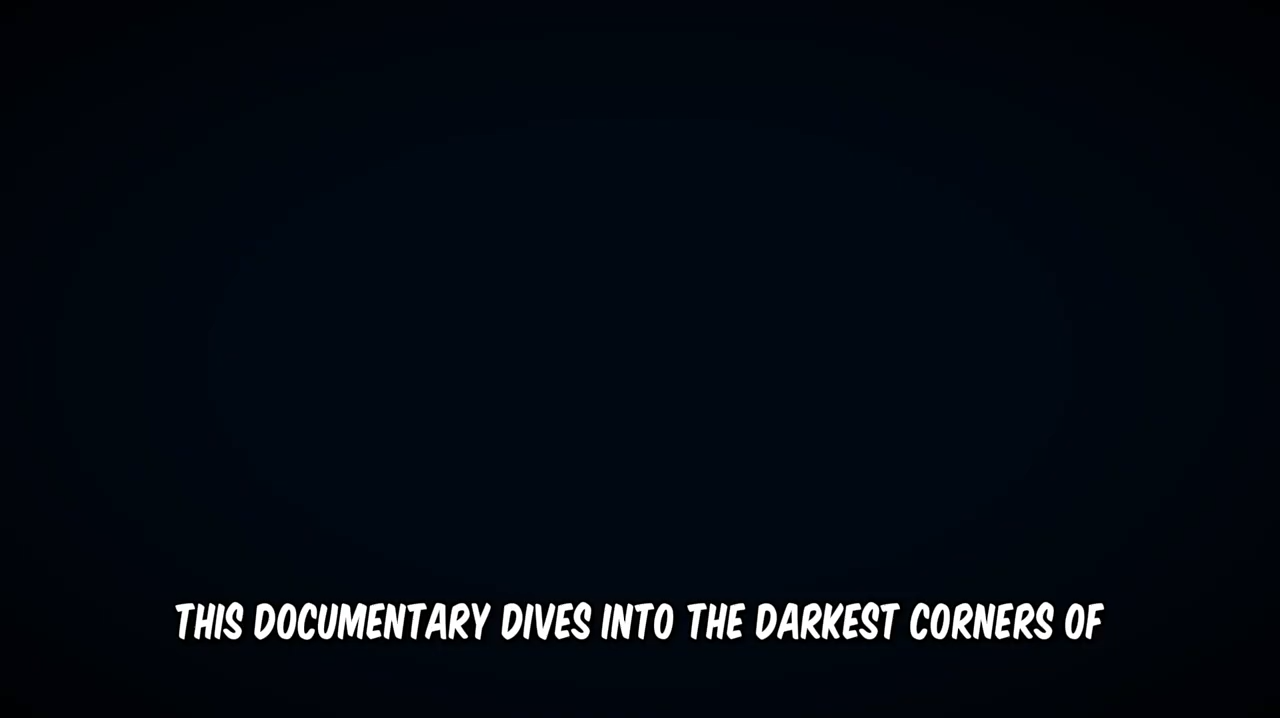 THIS DOCUMENTARY DIVES INTO THE DARKEST CORNERS OF